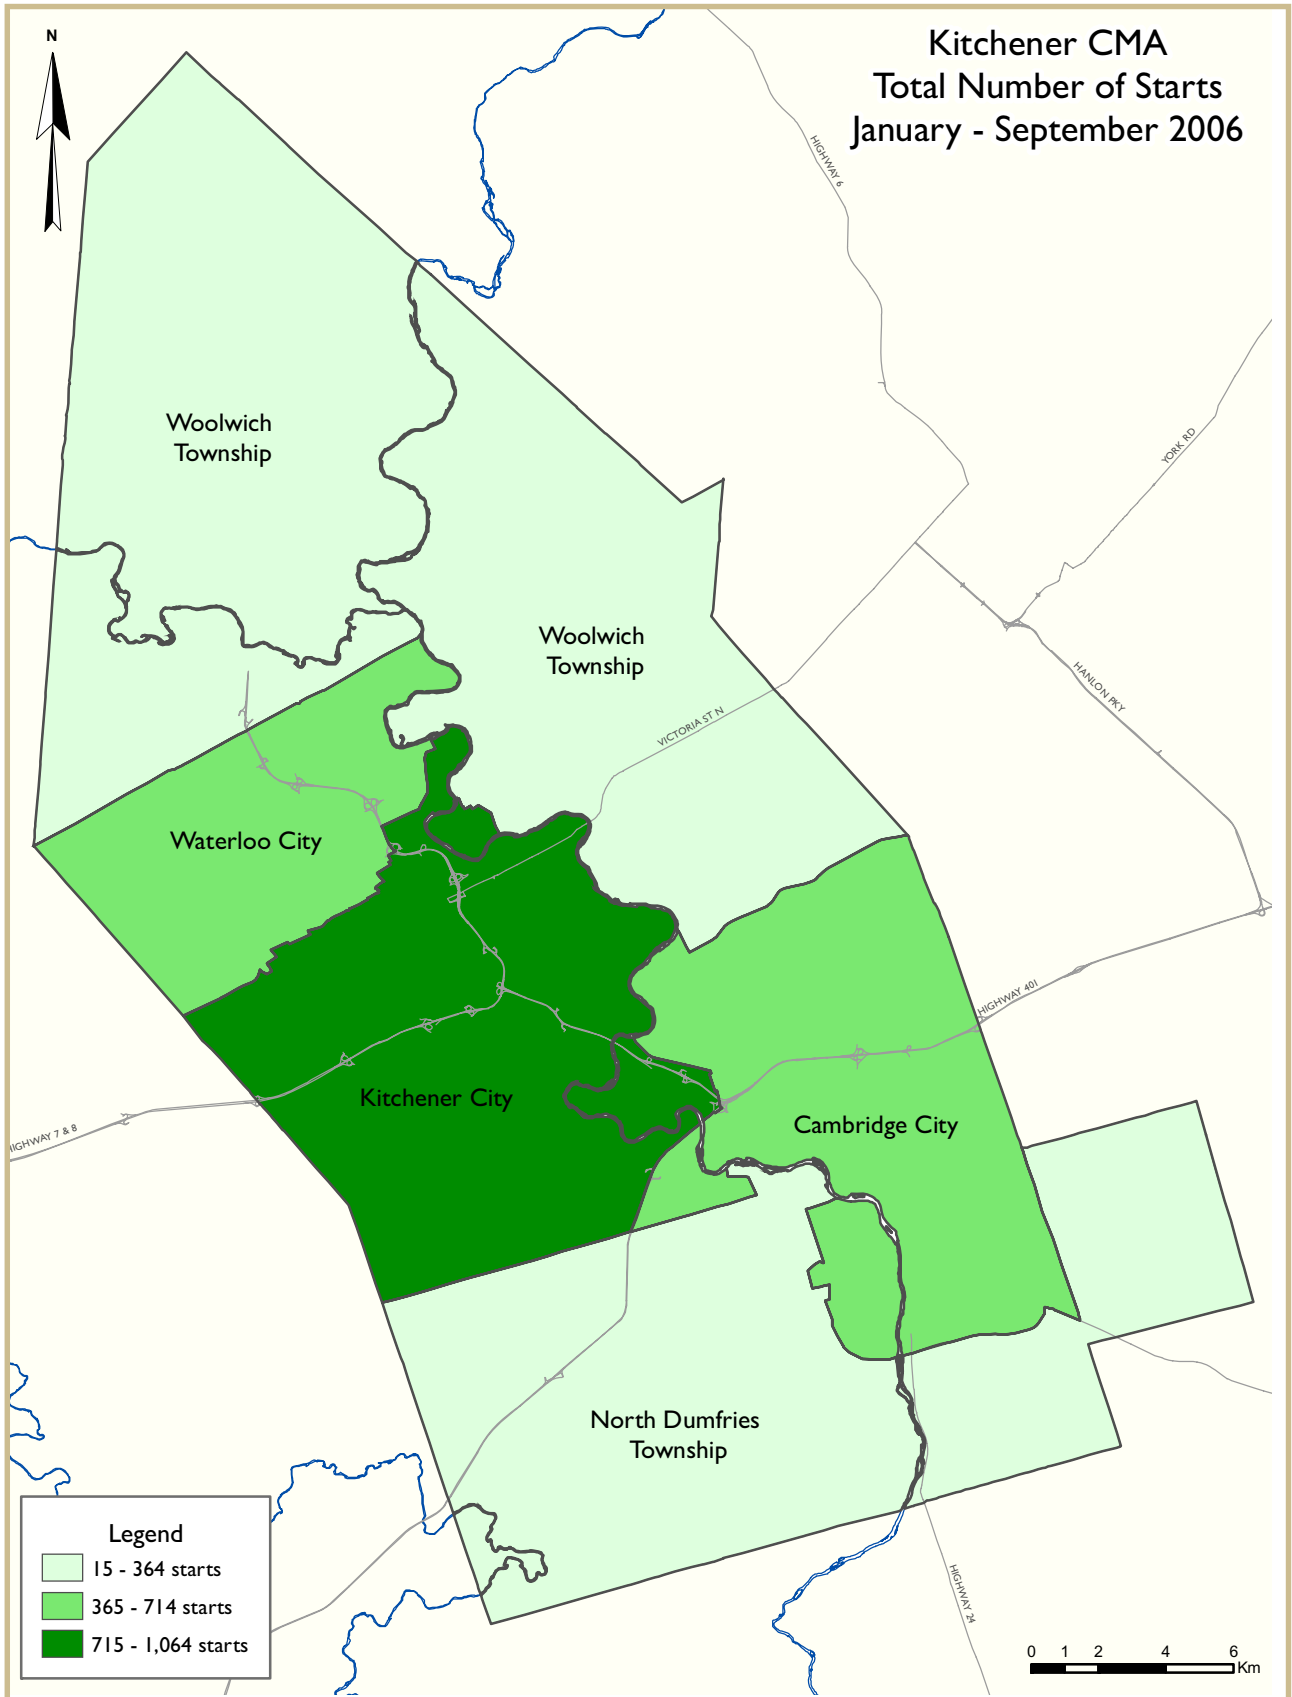 N
Kitchener CMA
Total Number of Starts
January - September 2006
HIGHWAY 6
YORK RD
Woolwich
Township
Woolwich
Township
HANLON PKY
VICTORIA ST N
Waterloo City
HIGHWAY 401
Kitchener City
Cambridge City
HIGHWAY 7 & 8
North Dumfries
Township
HIGHWAY 24
Legend
15 - 364 starts
365 - 714 starts
715 - 1,064 starts
0 1 2 4 6
Km